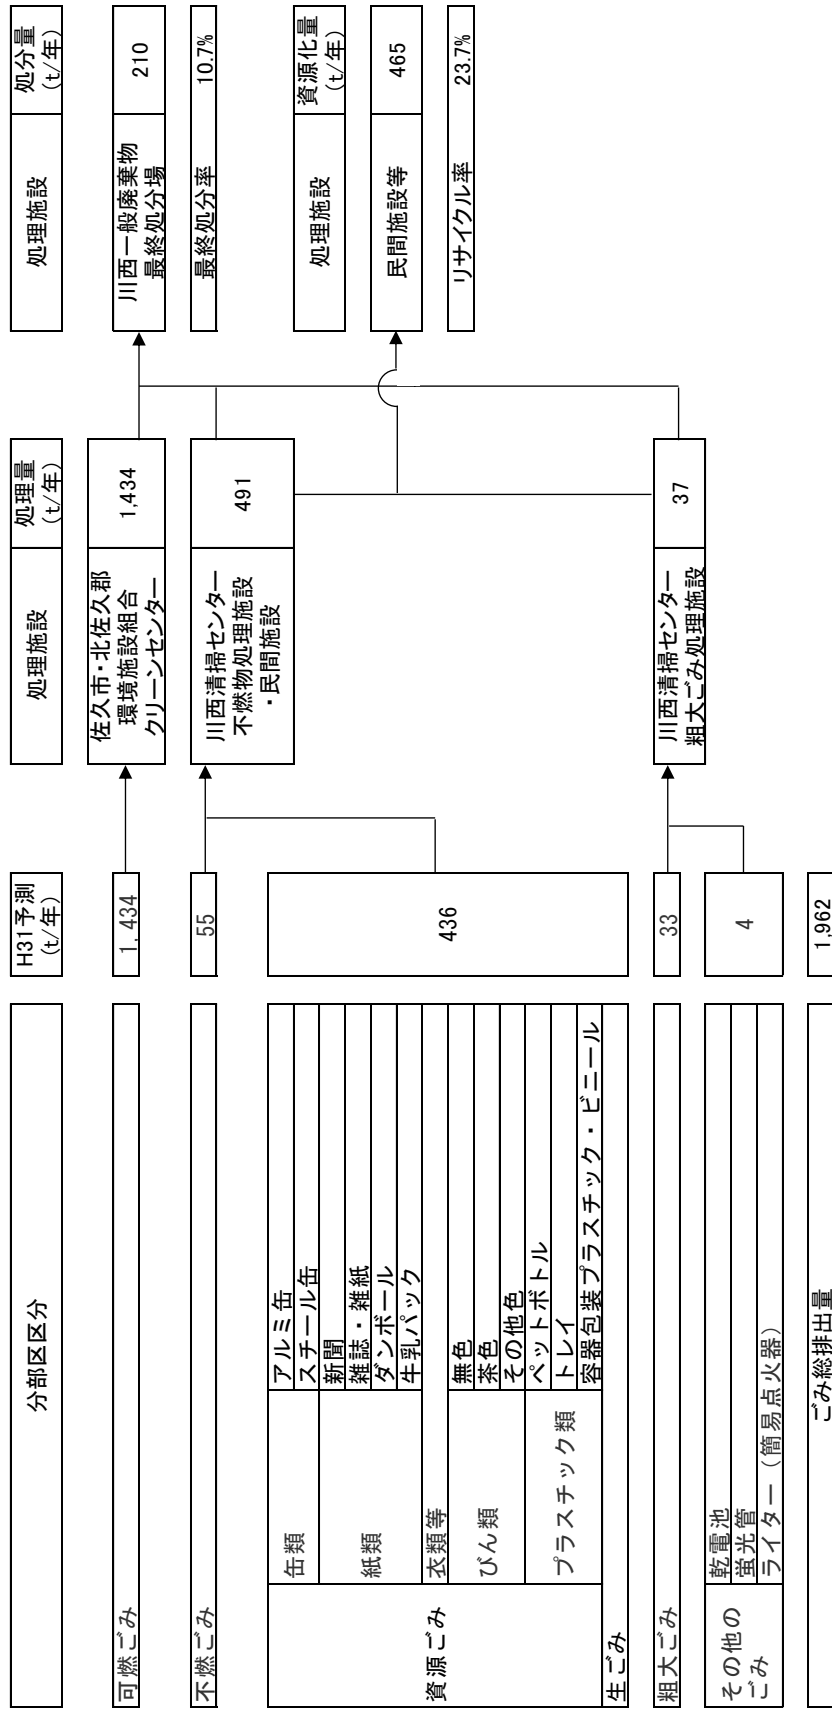 分部区区分
H31予測
(t/年)
処理施設
処理量
(t/年)
処理施設
処分量
(t/年)
可燃ごみ
1,434
佐久市・北佐久郡
環境施設組合
クリーンセンター
1,434
川西一般廃棄物
最終処分場
210
不燃ごみ
55
川西清掃センター
不燃物処理施設
・民間施設
491
最終処分率
10.7%
資源ごみ
缶類
アルミ缶
スチール缶
紙類
新聞
雑誌・雑紙
ダンボール
牛乳パック
衣類等
びん類
無色
茶色
その他色
プラスチック類
ペットボトル
トレイ
容器包装プラスチック・ビニール
生ごみ
436
処理施設
資源化量
(t/年)
民間施設等
465
リサイクル率
23.7%
粗大ごみ
33
川西清掃センター
粗大ごみ処理施設
37
その他の
ごみ
乾電池
蛍光管
ライター（簡易点火器）
4
ごみ総排出量
1,962